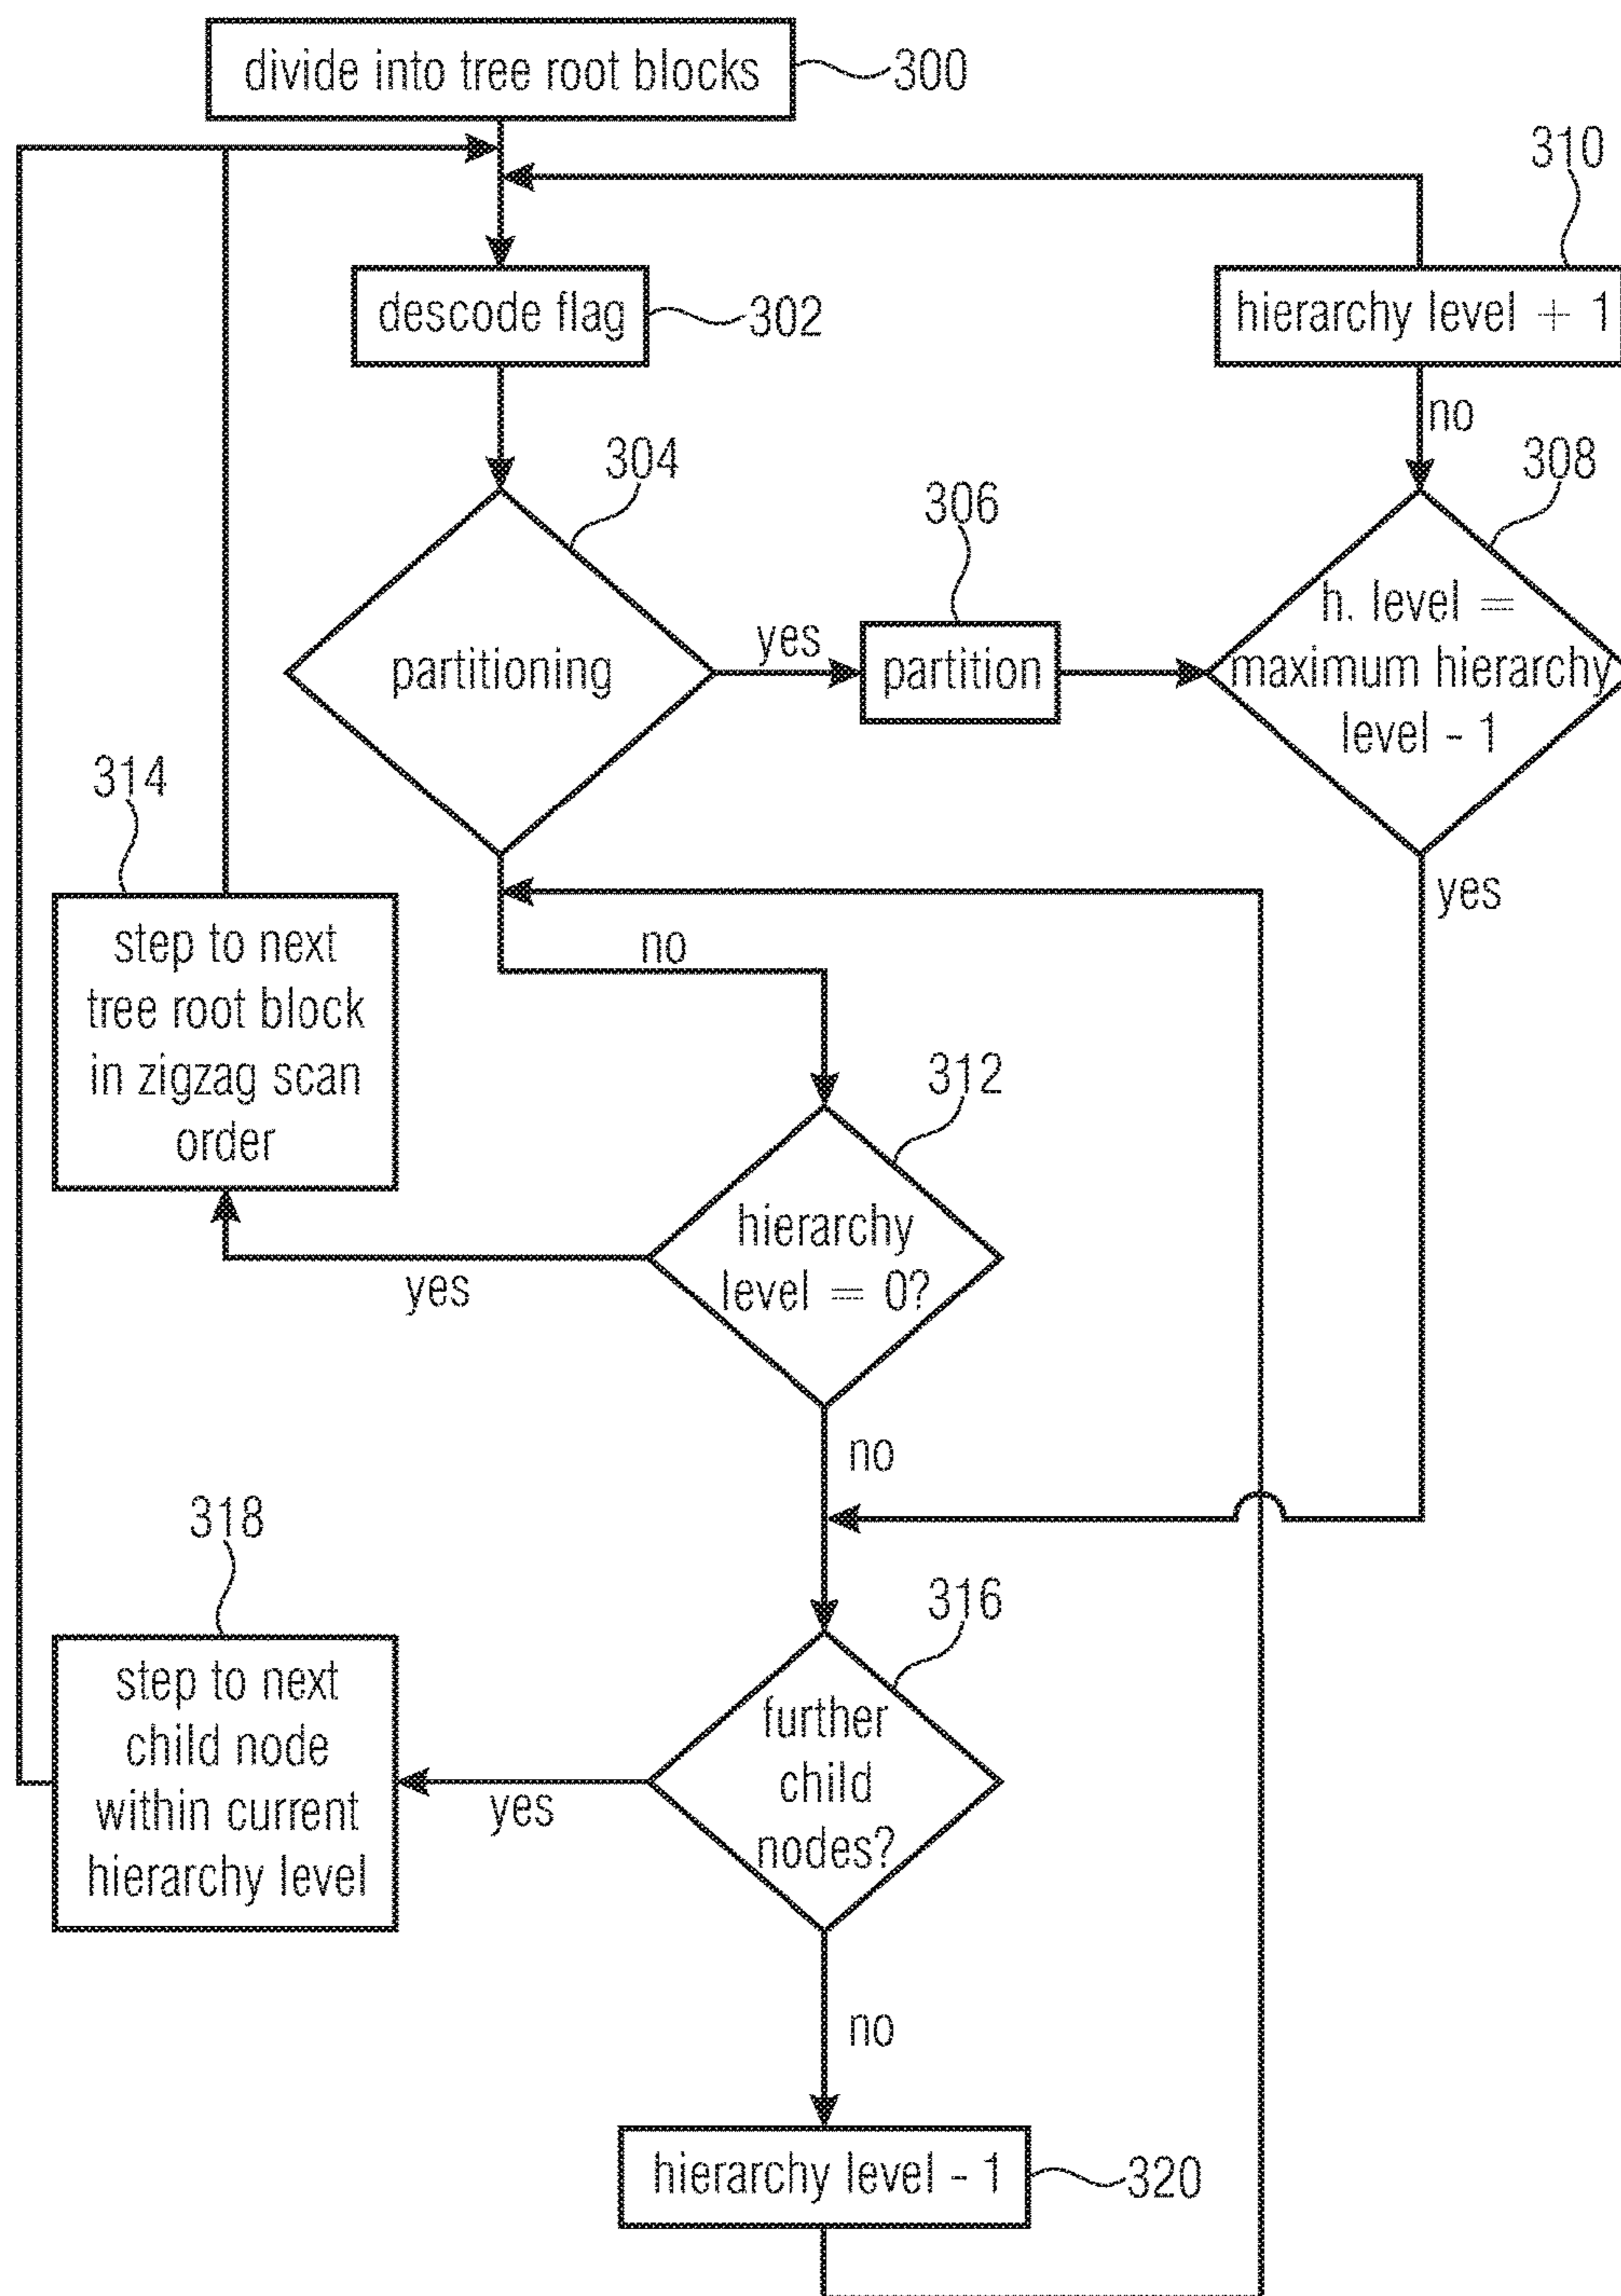 divide into tree root blocks
300
310
descode flag
302
hierarchy level + 1
no
304
308
306
partitioning
yes
partition
h. level =
maximum hierarchy
level - 1
314
yes
step to next
tree root block
in zigzag scan
order
no
312
hierarchy
level = 0?
yes
no
318
316
step to next
child node
within current
hierarchy level
further
child
nodes?
yes
no
hierarchy level - 1
320